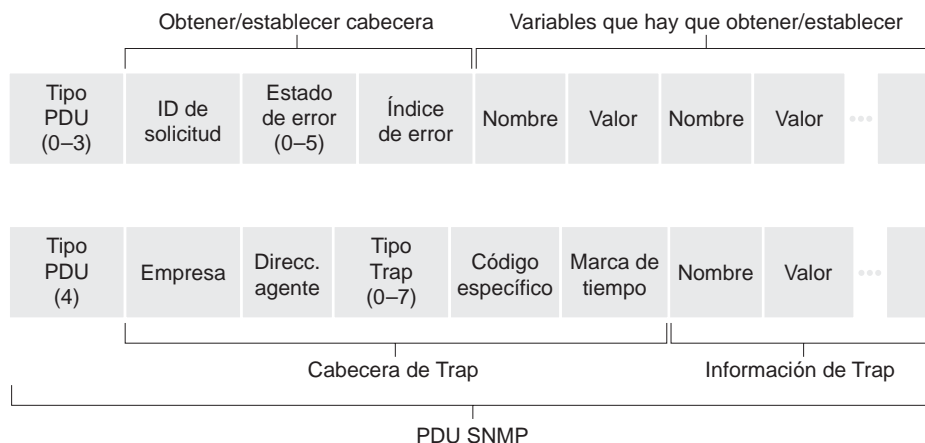 Obtener/establecer cabecera
Variables que hay que obtener/establecer
Tipo
PDU
(0–3)
ID de
solicitud
Estado
de error
(0–5)
Índice
de error
Nombre
Valor
Nombre
Valor
Tipo
PDU
(4)
Empresa
Direcc.
agente
Tipo
Trap
(0–7)
Código
específico
Marca de
tiempo
Nombre
Valor
Cabecera de Trap
Información de Trap
PDU SNMP